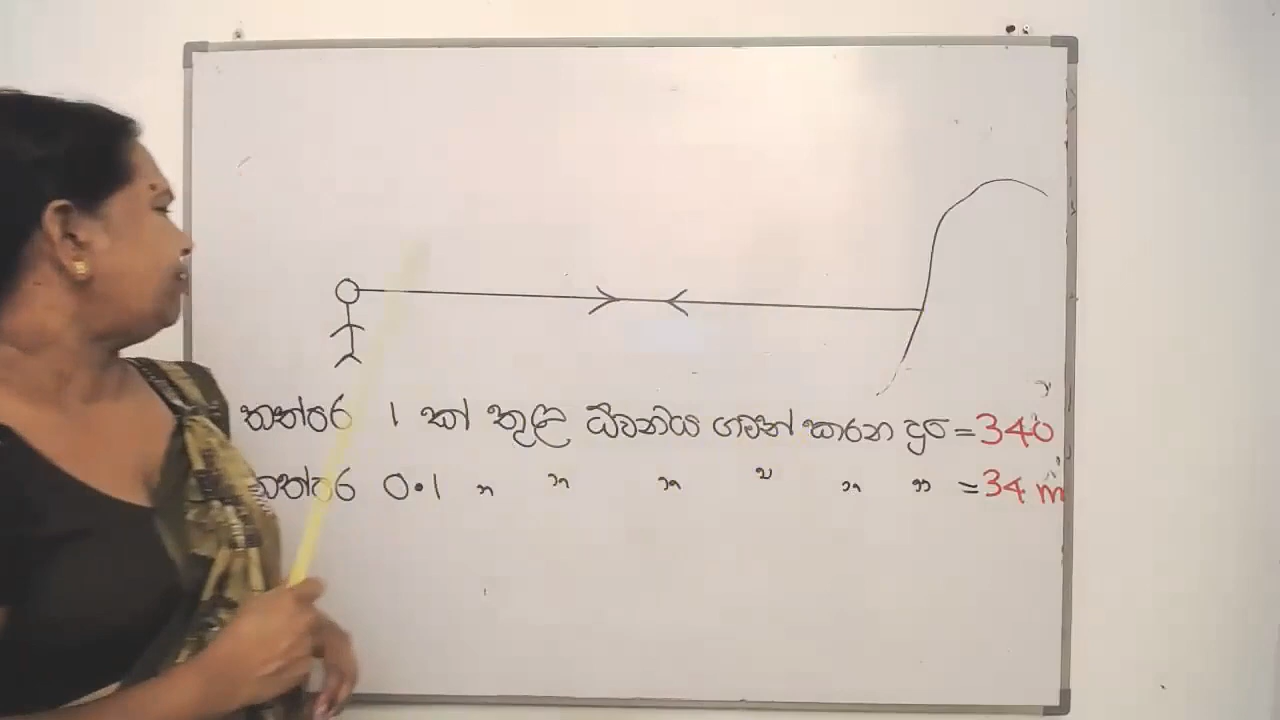 තත්පර 1 ක් තුළ ධ්වනිය ගමන් කරන දුර = 340
තත්පර 0.1 " " " " " " = 34 m